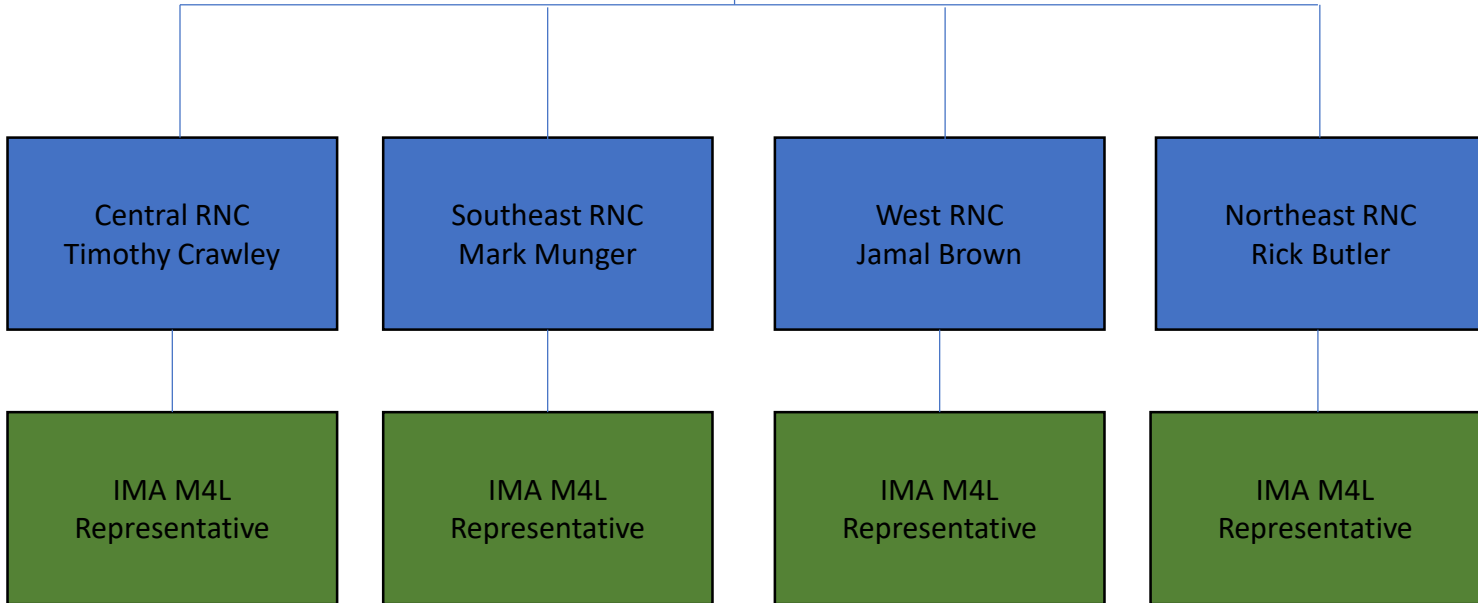 Central RNC
Timothy Crawley
Southeast RNC
Mark Munger
West RNC
Jamal Brown
Northeast RNC
Rick Butler
IMA M4L
Representative
IMA M4L
Representative
IMA M4L
Representative
IMA M4L
Representative